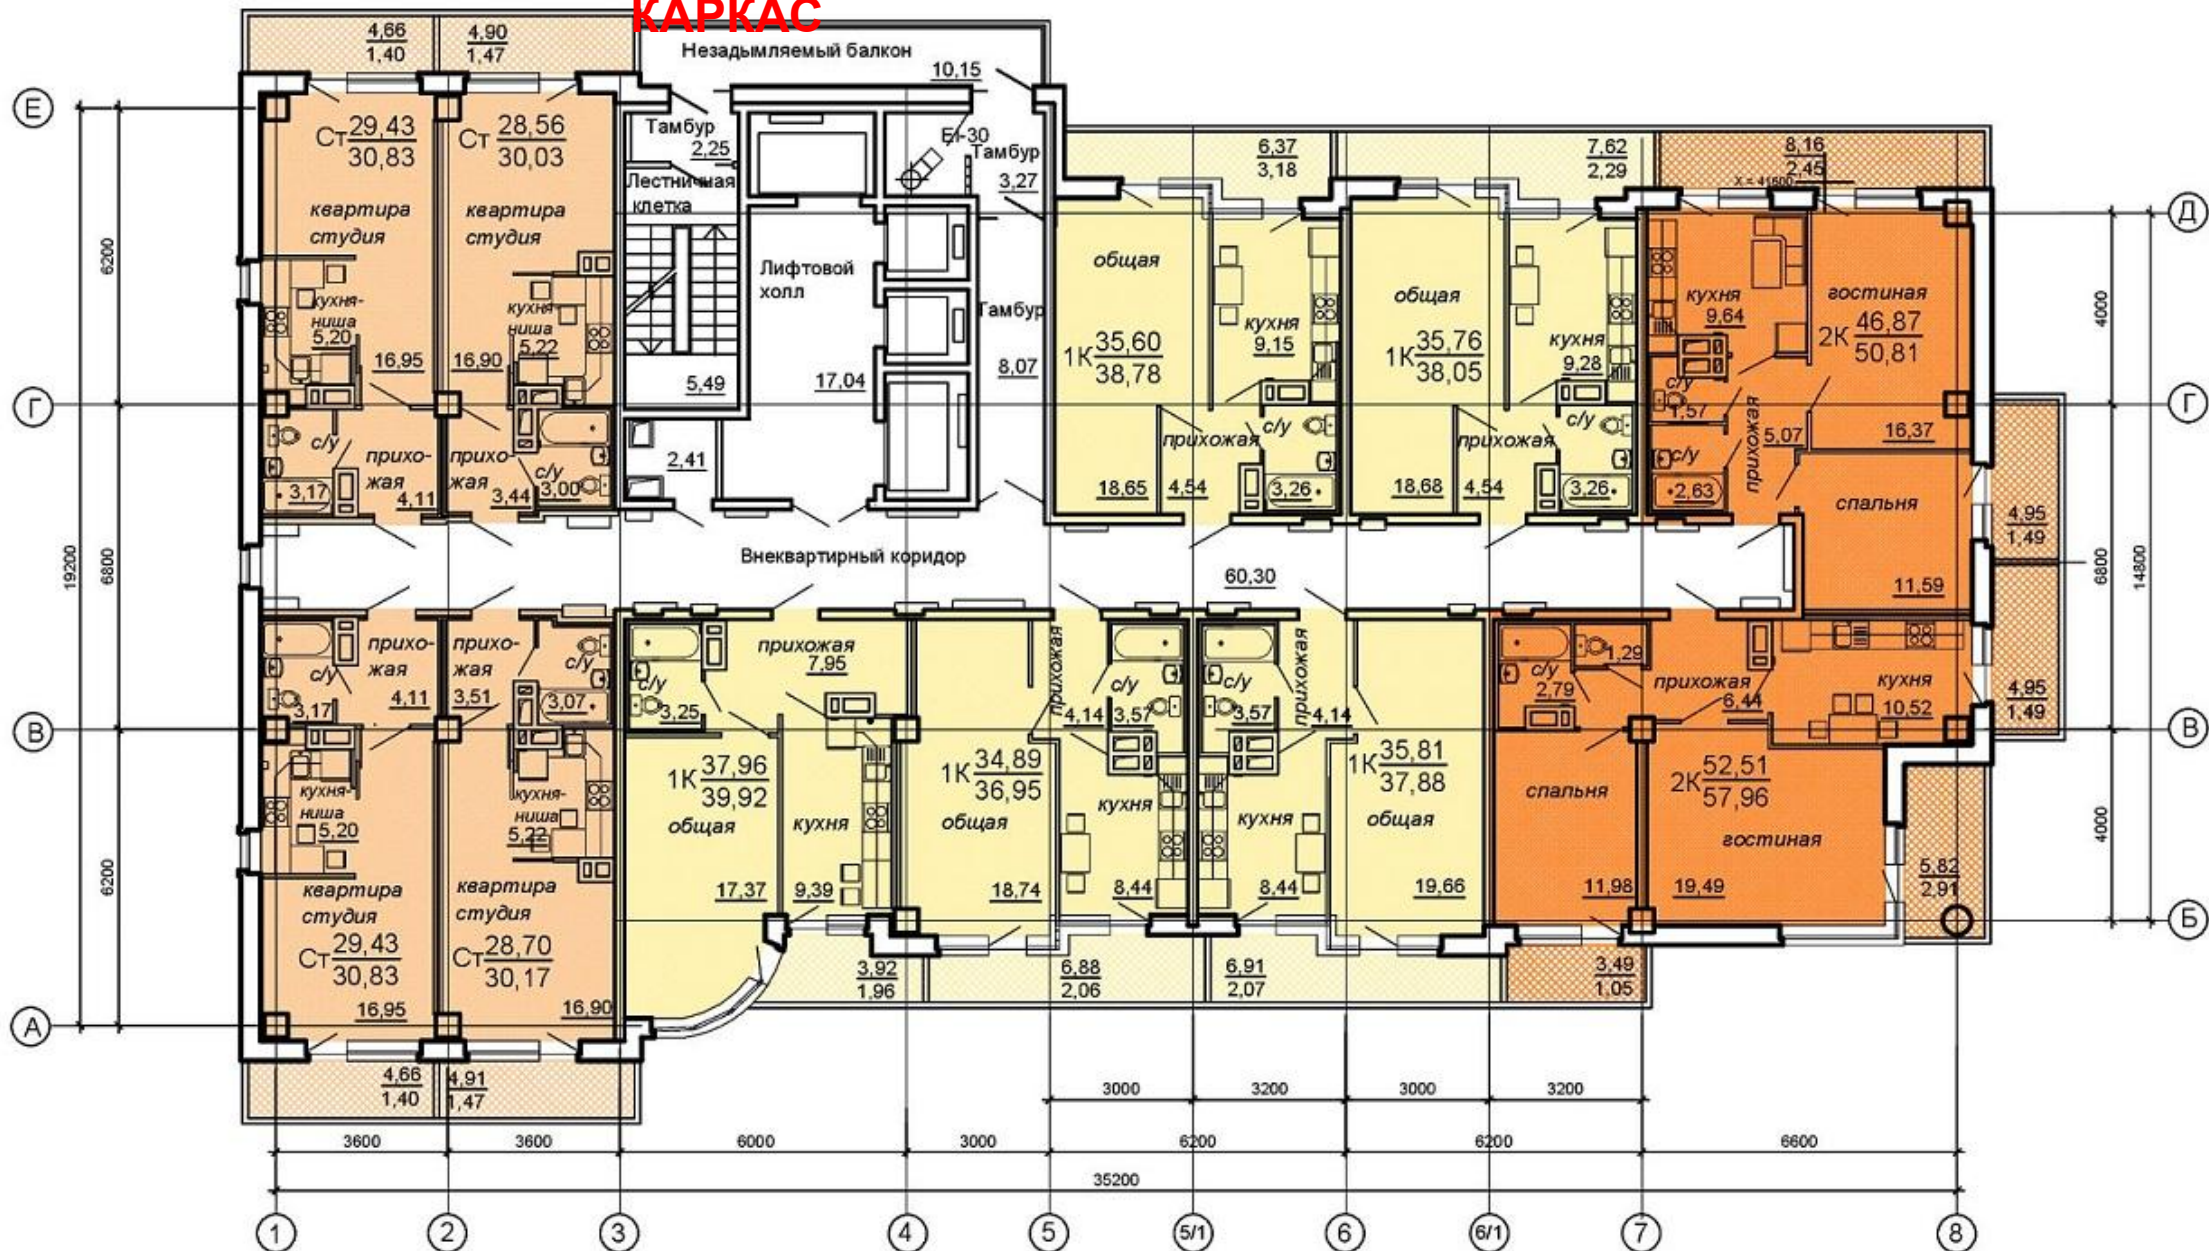 КАРКАС
4,66
1,40
4,90
1,47
Незадымляемый балкон
10,15
Е
Ст 29,43
30,83
Ст 28,56
30,03
Тамбур
2,25
EI-30
Тамбур
3,27
6,37
3,18
7,62
2,29
8,16
2,45
X = 41500
Лестничная
клетка
квартира
студия
квартира
студия
Д
6200
Лифтовой
холл
общая
общая
кухня
9,64
гостиная
4000
кухня-
ниша
5,20
кухня-
ниша
5,22
Тамбур
8,07
1К 35,60
38,78
кухня
9,15
1К 35,76
38,05
кухня
9,28
2К 46,87
50,81
16,95
16,90
5,49
17,04
с/у
1,57
Г
Г
с/у
прихо-
жая
4,11
3,17
прихо-
жая
3,44
с/у
3,00
2,41
прихожая
с/у
прихожая
с/у
прихожая
5,07
16,37
с/у
2,63
18,65
4,54
3,26
18,68
4,54
3,26
спальня
4,95
1,49
19200
6800
Внеквартирный коридор
60,30
11,59
6800
14800
с/у
3,17
прихо-
жая
4,11
прихо-
жая
3,51
с/у
3,07
прихожая
7,95
с/у
3,25
прихожая
4,14
с/у
3,57
с/у
3,57
прихожая
4,14
1,29
с/у
2,79
прихожая
6,44
кухня
10,52
4,95
1,49
В
В
кухня-
ниша
5,20
кухня-
ниша
5,22
1К 37,96
39,92
1К 34,89
36,95
1К 35,81
37,88
2К 52,51
57,96
общая
кухня
общая
кухня
кухня
общая
спальня
гостиная
4000
6200
квартира
студия
квартира
студия
17,37
9,39
18,74
8,44
8,44
19,66
11,98
19,49
5,82
2,91
Б
Ст 29,43
30,83
Ст 28,70
30,17
16,95
16,90
3,92
1,96
6,88
2,06
6,91
2,07
3,49
1,05
А
4,66
1,40
4,91
1,47
3000
3200
3000
3200
3600
3600
6000
3000
6200
6200
6600
35200
1
2
3
4
5
5/1
6
6/1
7
8